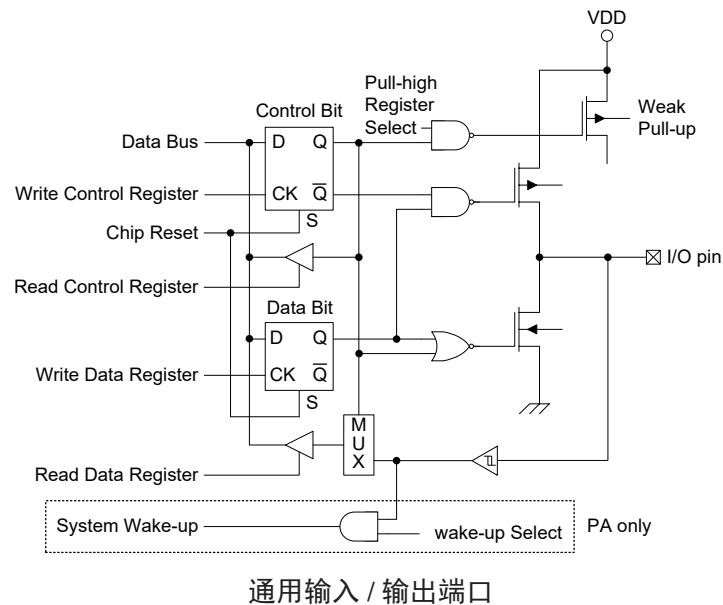 VDD
Pull-high
Register
Select
Weak
Pull-up
Control Bit
Data Bus
D
Q
Write Control Register
CK
Q
S
Chip Reset
I/O pin
Read Control Register
Data Bit
D
Q
Write Data Register
CK
Q
S
M
U
X
Read Data Register
System Wake-up
wake-up Select
PA only
通用输入 / 输出端口